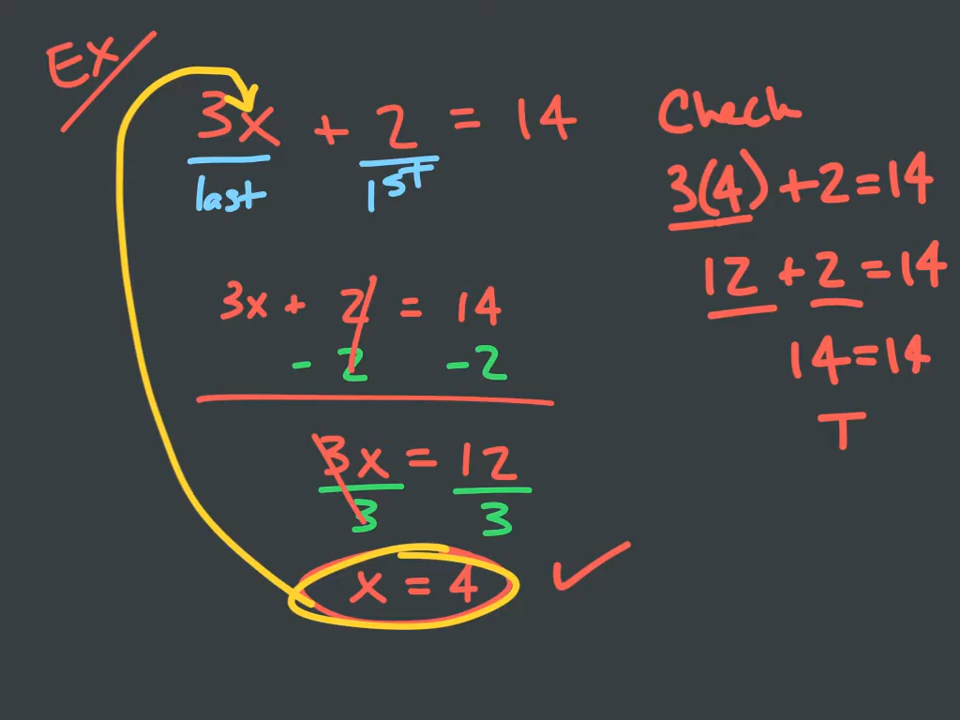 EX
3x + 2 = 14
last 1st
3x + 2 = 14
- 2 -2
3x = 12
3 3
x = 4
Check
3(4) + 2 = 14
12 + 2 = 14
14 = 14
T